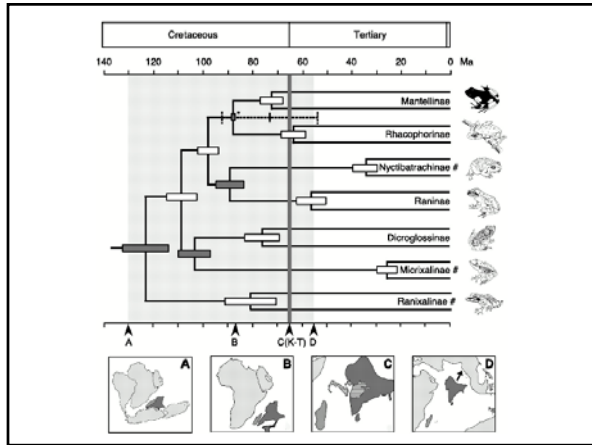 Cretaceous Tertiary
140 120 100 80 60 40 20 0 Ma
Mantellinae
Rhacophorinae
Nyctibatrachinae #
Raninae
Dicroglossinae
Micrixalinae #
Ranixalinae #
A B C(K-T) D
A B C D